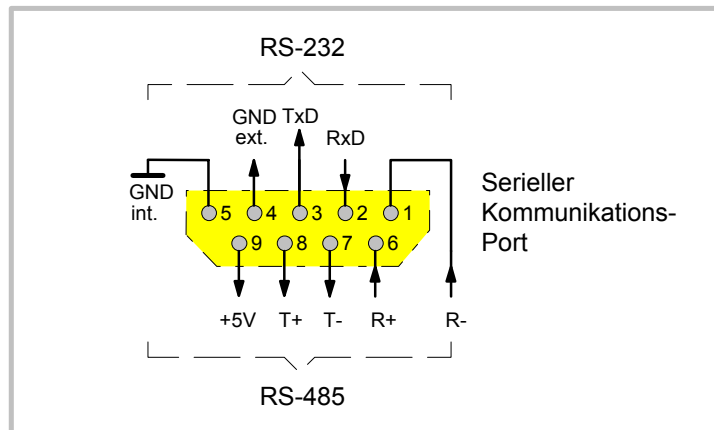 RS-232
GND TxD
ext. RxD
GND
int.
5 4 3 2 1
9 8 7 6
Serieller
Kommunikations-
Port
+5V T+ T- R+ R-
RS-485